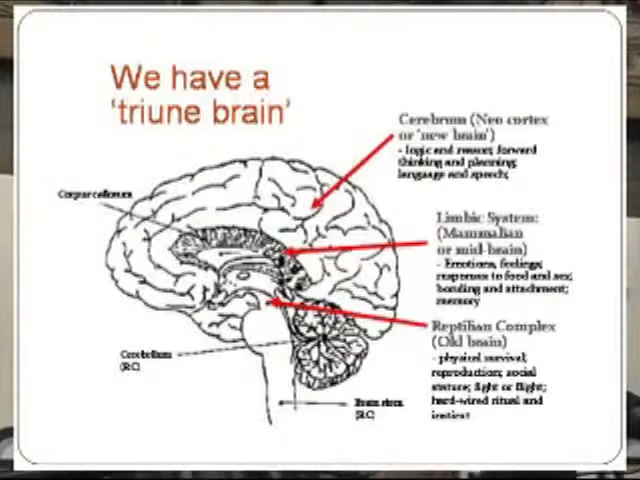 We have a
'triune brain'
Cerebrum (Neo cortex
or 'new brain')
- logic and reason; forward
thinking and planning;
language and speech;
Corpus callosum
Limbic System:
(Mammalian
or mid-brain)
- Emotions, feelings;
responses to food and sex;
bonding and attachment;
memory
Reptilian Complex
(Old brain)
- physical survival;
reproduction; social
stature; fight or flight;
hard-wired ritual and
instinct
Cerebellum
(RC)
Brain stem
(RC)